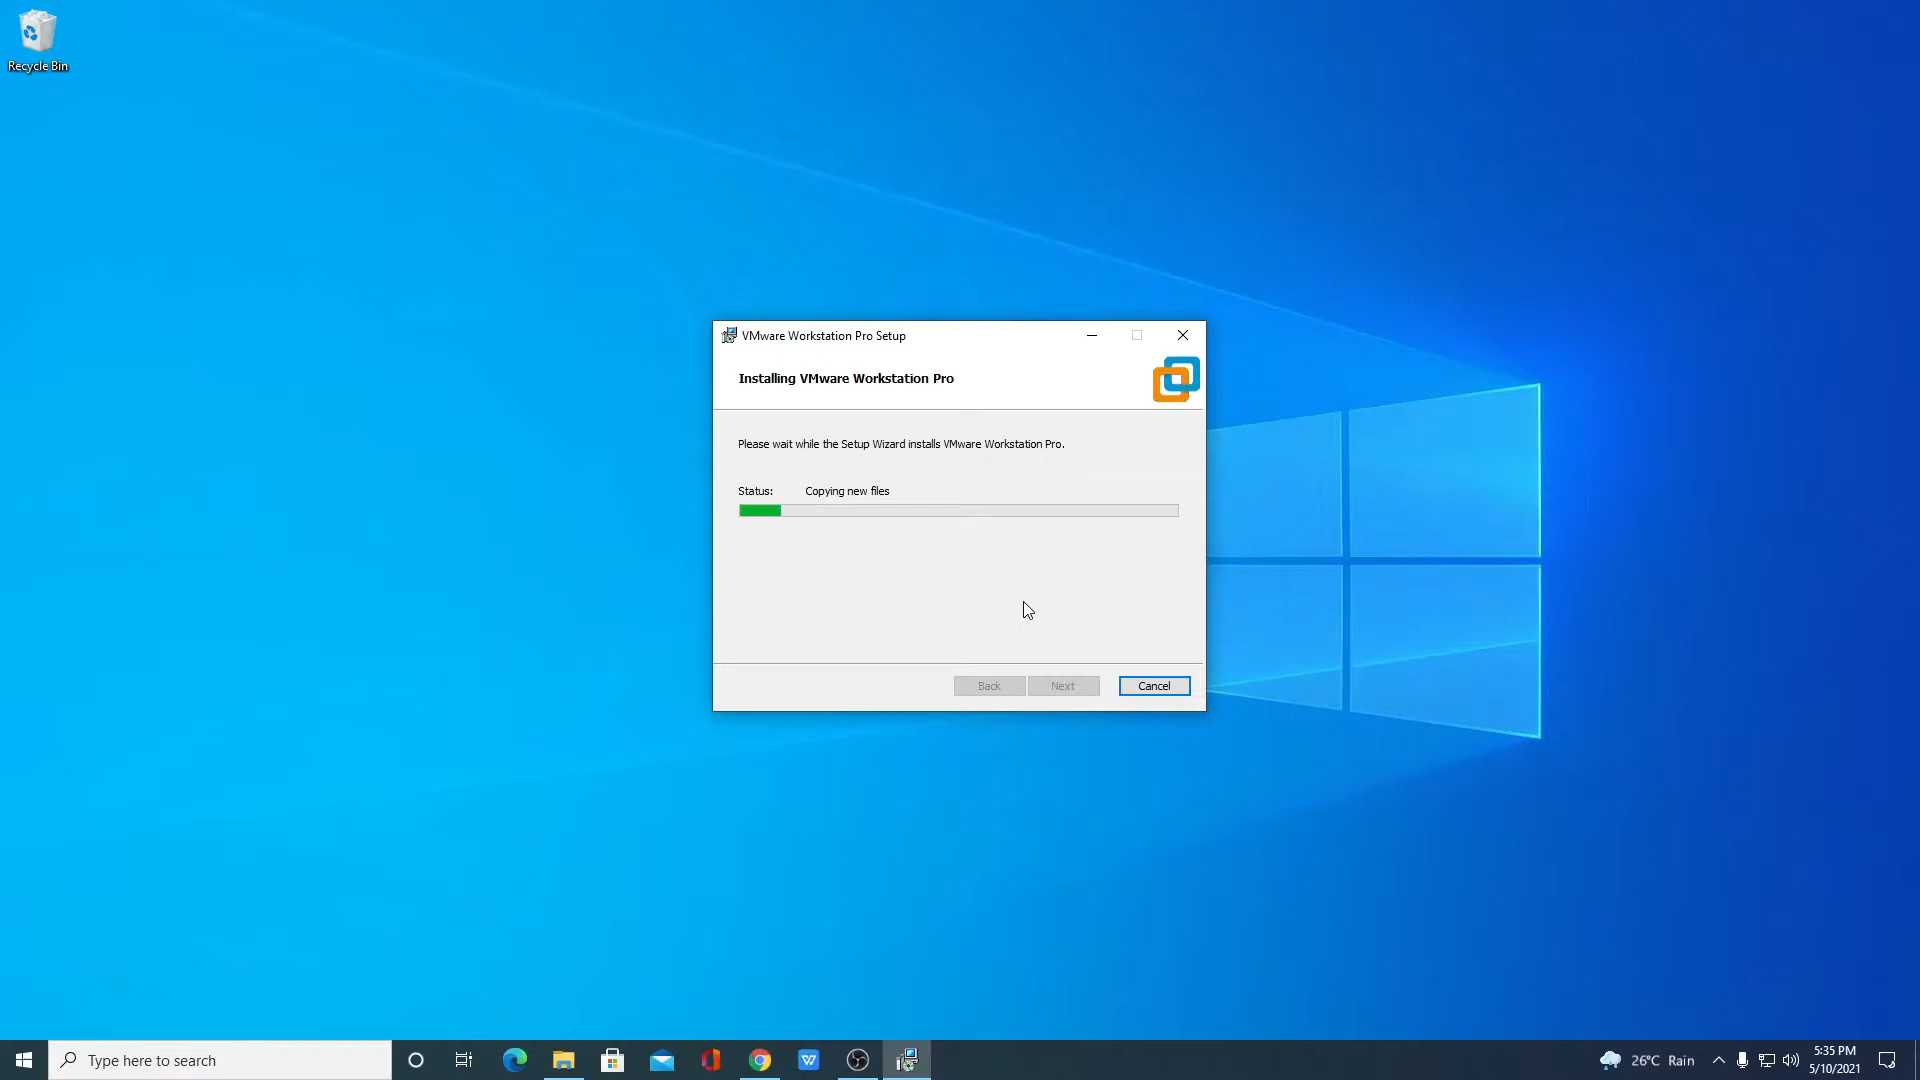 Recycle Bin
VMware Workstation Pro Setup
Installing VMware Workstation Pro
Please wait while the Setup Wizard installs VMware Workstation Pro.
Status: Copying new files
Back Next Cancel
Type here to search
26°C Rain
5:35 PM
5/10/2021